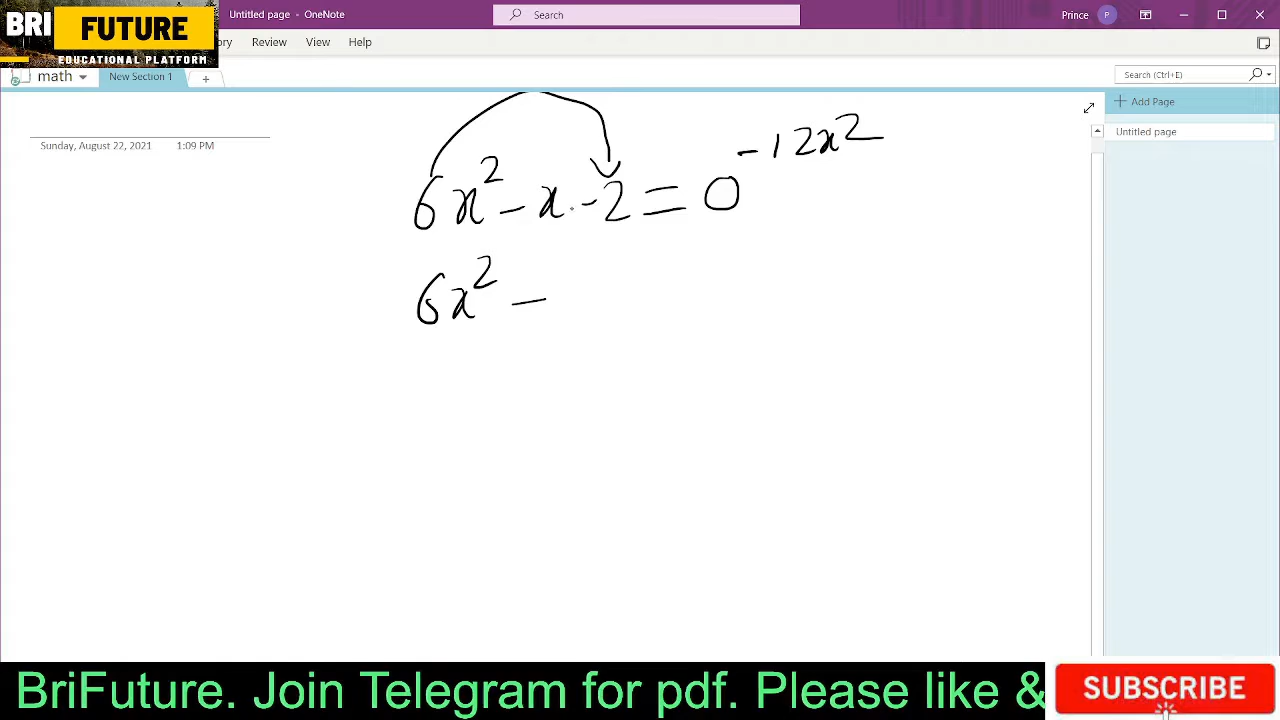 BRI
FUTURE
EDUCATIONAL PLATFORM
Untitled page - OneNote
Search
Prince
P
Review View Help
math
New Section 1
+
Search (Ctrl+E)
Add Page
Untitled page
Sunday, August 22, 2021 1:09 PM
-12x²
6x² - x - 2 = 0
6x² -
BriFuture. Join Telegram for pdf. Please like &
SUBSCRIBE